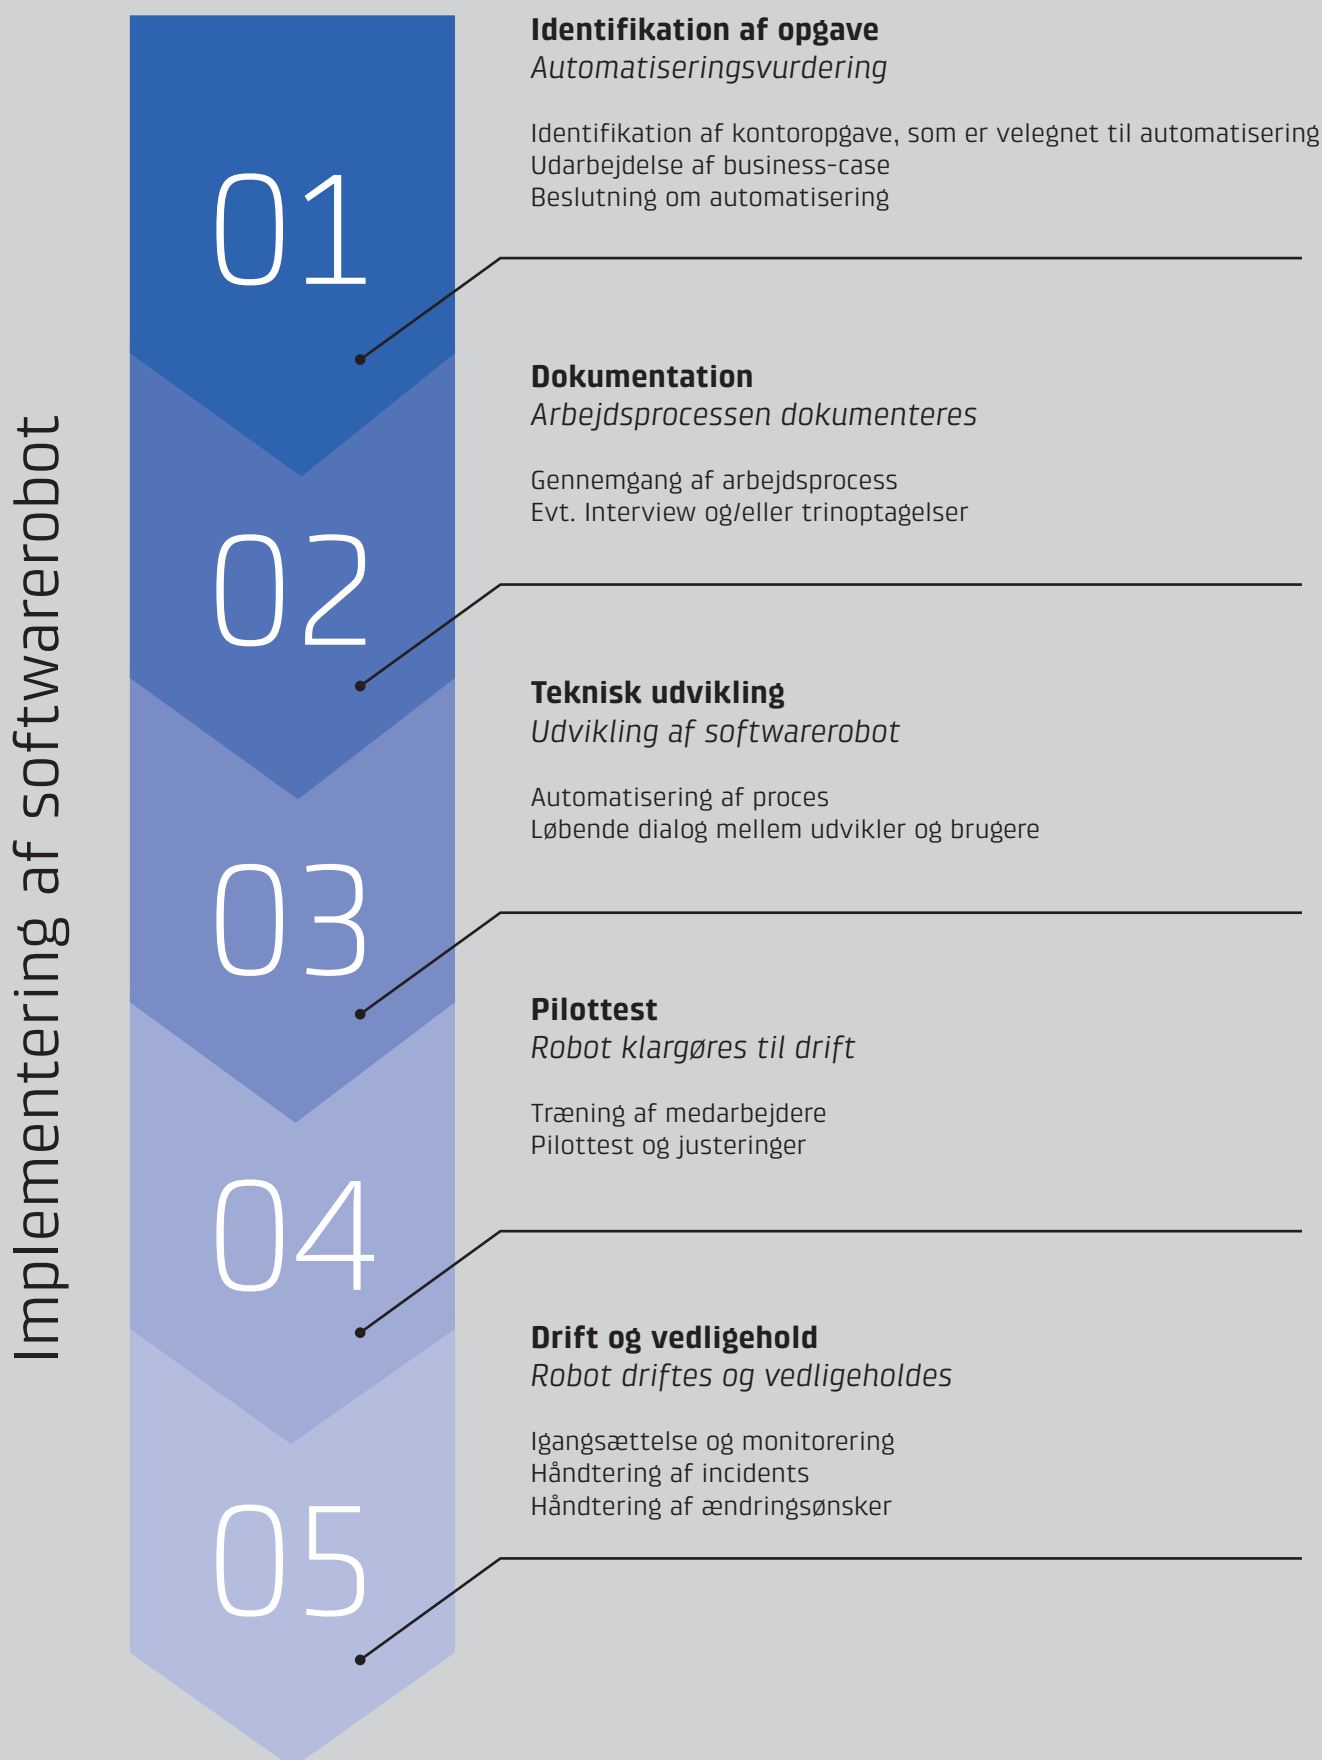 Implementering af softwarerobot
01
Identifikation af opgave
Automatiseringsvurdering
Identifikation af kontoropgave, som er velegnet til automatisering
Udarbejdelse af business-case
Beslutning om automatisering
02
Dokumentation
Arbejdsprocessen dokumenteres
Gennemgang af arbejdsprocess
Evt. Interview og/eller trinoptagelser
03
Teknisk udvikling
Udvikling af softwarerobot
Automatisering af proces
Løbende dialog mellem udvikler og brugere
04
Pilottest
Robot klargøres til drift
Træning af medarbejdere
Pilottest og justeringer
05
Drift og vedligehold
Robot driftes og vedligeholdes
Igangsættelse og monitorering
Håndtering af incidents
Håndtering af ændringsønsker